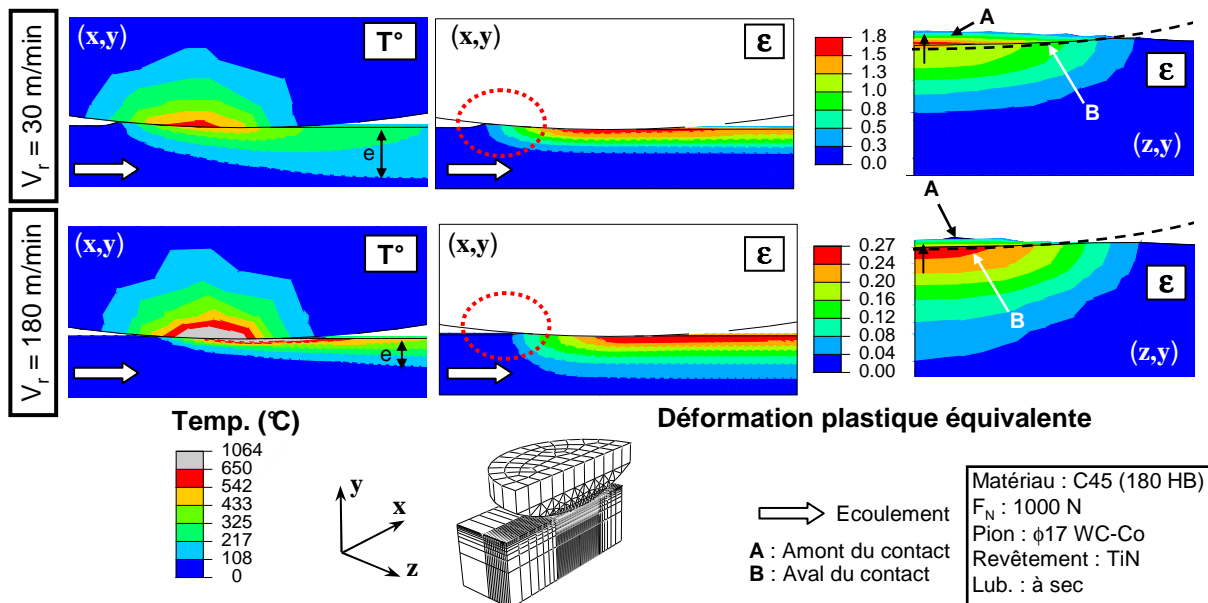 V_r = 30 m/min
(x,y)
T°
e
(x,y)
ε
1.8
1.5
1.3
1.0
0.8
0.5
0.3
0.0
A
B
ε
(z,y)
V_r = 180 m/min
(x,y)
T°
e
(x,y)
ε
0.27
0.24
0.20
0.16
0.12
0.08
0.04
0.00
A
B
ε
(z,y)
Temp. (°C)
1064
650
542
433
325
217
108
0
y
x
z
Déformation plastique équivalente
Ecoulement
A : Amont du contact
B : Aval du contact
Matériau : C45 (180 HB)
F_N : 1000 N
Pion : ϕ17 WC-Co
Revêtement : TiN
Lub. : à sec